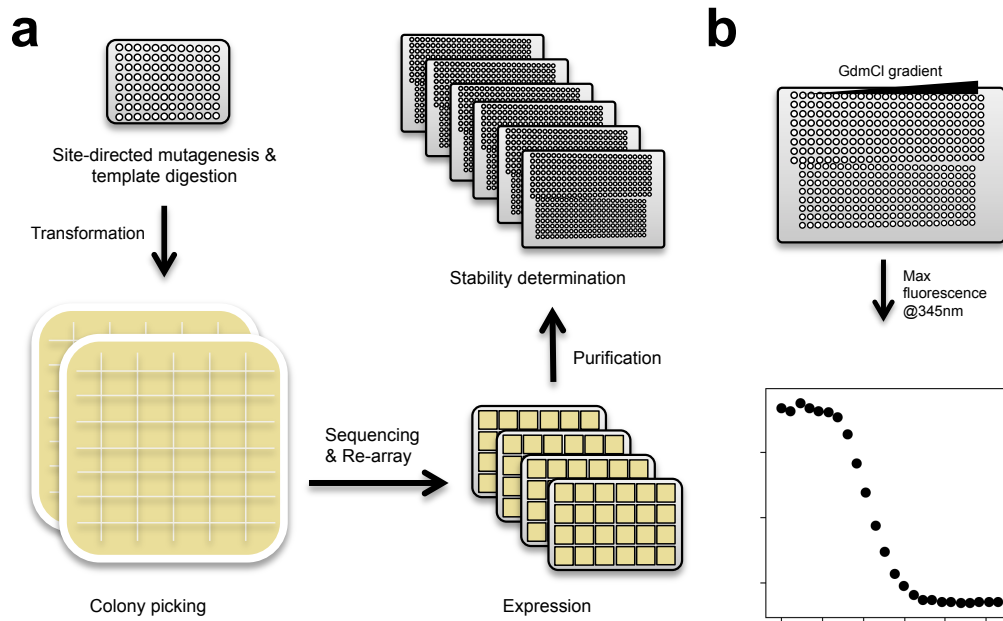 a
Site-directed mutagenesis &
template digestion
Transformation
Colony picking
Sequencing
& Re-array
Expression
Purification
Stability determination
b
GdmCl gradient
Max
fluorescence
@345nm